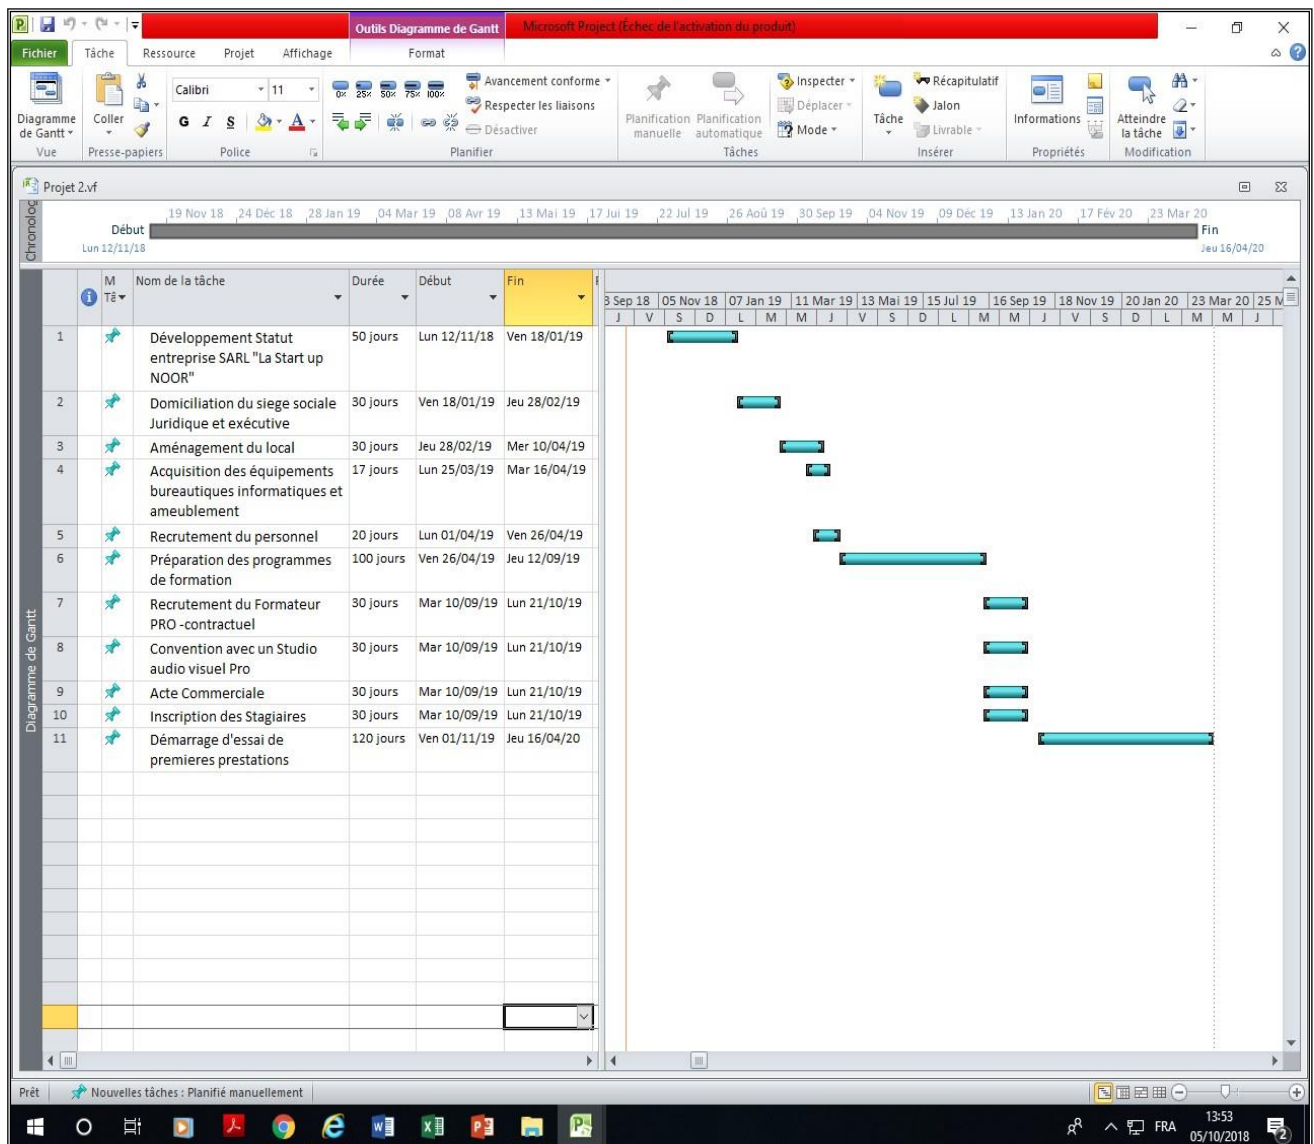 Outils Diagramme de Gantt Microsoft Project (Échec de l'activation du produit)
Fichier Tâche Ressource Projet Affichage Format
Diagramme de Gantt
Vue
Coller
Presse-papiers
Calibri 11
G I S A
Police
0% 25% 50% 75% 100%
Avancement conforme
Respecter les liaisons
Désactiver
Planifier
Planification manuelle
Planification automatique
Inspecter
Déplacer
Mode
Tâches
Tâche
Récapitulatif
Jalon
Livrable
Insérer
Informations
Propriétés
Atteindre la tâche
Modification
Projet 2.vf
Chronolog
19 Nov 18 24 Déc 18 28 Jan 19 04 Mar 19 08 Avr 19 13 Mai 19 17 Jui 19 22 Jul 19 26 Aoû 19 30 Sep 19 04 Nov 19 09 Déc 19 13 Jan 20 17 Fév 20 23 Mar 20
Début Fin
Lun 12/11/18 Jeu 16/04/20
Diagramme de Gantt
M Tâ Nom de la tâche Durée Début Fin
3 Sep 18 05 Nov 18 07 Jan 19 11 Mar 19 13 Mai 19 15 Jul 19 16 Sep 19 18 Nov 19 20 Jan 20 23 Mar 20 25 M
J V S D L M M J V S D L M M J V S D L M M J
1 Développement Statut 50 jours Lun 12/11/18 Ven 18/01/19
entreprise SARL "La Start up
NOOR"
2 Domiciliation du siege sociale 30 jours Ven 18/01/19 Jeu 28/02/19
Juridique et exécutive
3 Aménagement du local 30 jours Jeu 28/02/19 Mer 10/04/19
4 Acquisition des équipements 17 jours Lun 25/03/19 Mar 16/04/19
bureautiques informatiques et
ameublement
5 Recrutement du personnel 20 jours Lun 01/04/19 Ven 26/04/19
6 Préparation des programmes 100 jours Ven 26/04/19 Jeu 12/09/19
de formation
7 Recrutement du Formateur 30 jours Mar 10/09/19 Lun 21/10/19
PRO -contractuel
8 Convention avec un Studio 30 jours Mar 10/09/19 Lun 21/10/19
audio visuel Pro
9 Acte Commerciale 30 jours Mar 10/09/19 Lun 21/10/19
10 Inscription des Stagiaires 30 jours Mar 10/09/19 Lun 21/10/19
11 Démarrage d'essai de 120 jours Ven 01/11/19 Jeu 16/04/20
premieres prestations
Prêt Nouvelles tâches : Planifié manuellement
FRA 13:53
05/10/2018